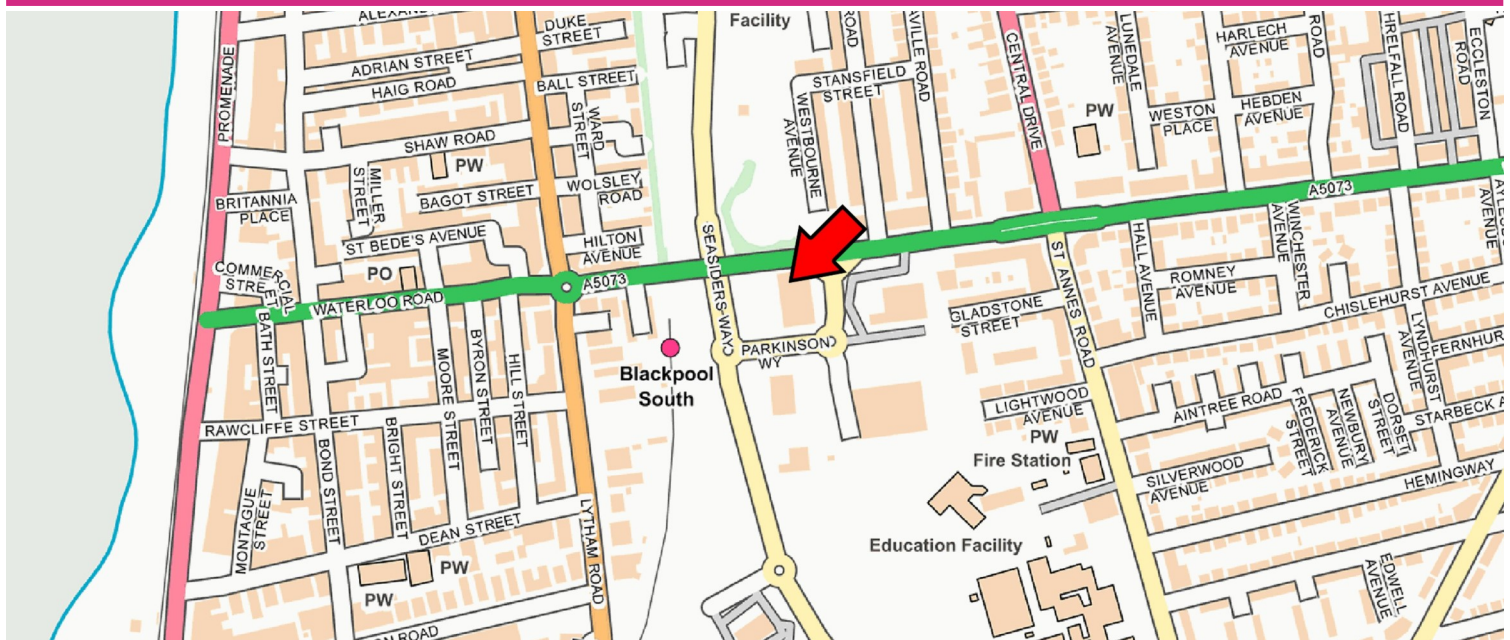 Facility
DUKE
STREET
ADRIAN STREET
HAIG ROAD
BALL STREET
WARD
STREET
PROMENADE
SHAW ROAD
PW
MILLER
STREET
BAGOT STREET
WOLSLEY
ROAD
BRITANNIA
PLACE
ST BEDE'S AVENUE
HILTON
AVENUE
PO
COMMERCIAL
STREET
WATERLOO ROAD
A5073
BATH STREET
MOORE STREET
BYRON STREET
HILL STREET
RAWCLIFFE STREET
BOND STREET
BRIGHT STREET
MONTAGUE
STREET
DEAN STREET
PW
PW
LYTHAM ROAD
ROAD
Blackpool
South
SEASIDERS WAY
PARKINSON
WY
ROAD
STANSFIELD
STREET
WESTBOURNE
AVENUE
CENTRAL DRIVE
PW
LUNEDALE
AVENUE
HARLECH
AVENUE
ROAD
WESTON
PLACE
HEBDEN
AVENUE
THRELFALL ROAD
ECCLESTON
ROAD
A5073
HALL AVENUE
ST ANNES ROAD
ROMNEY
AVENUE
WINCHESTER
AVENUE
CHISLEHURST AVENUE
GLADSTONE
STREET
LYNDHURST
AVENUE
LIGHTWOOD
AVENUE
AINTREE ROAD
FREDERICK
STREET
NEWBURY
AVENUE
DORSET
STREET
STARBECK
PW
Fire Station
SILVERWOOD
AVENUE
HEMINGWAY
Education Facility
EDWELL
AVENUE